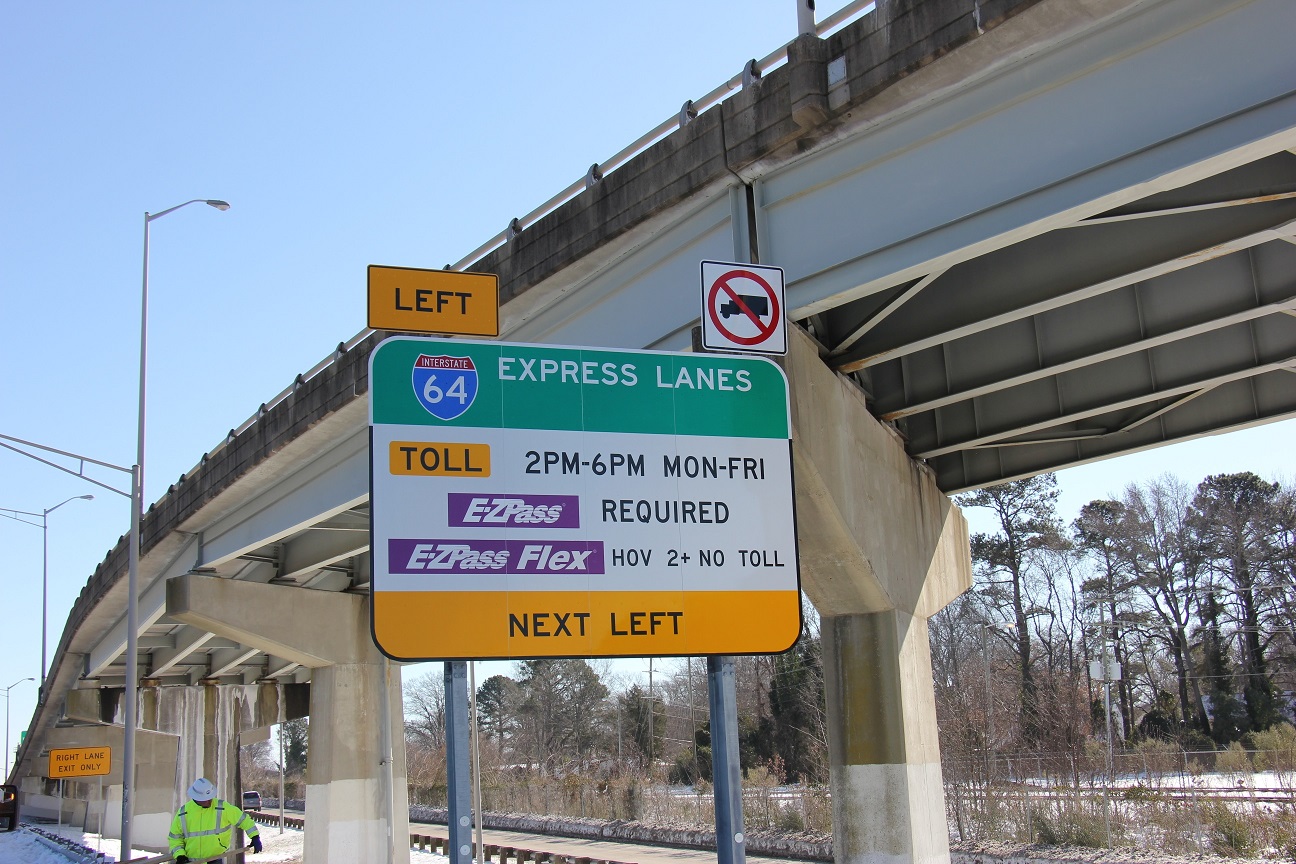 LEFT
INTERSTATE
64
EXPRESS LANES
TOLL 2PM-6PM MON-FRI
E-ZPass REQUIRED
E-ZPass Flex HOV 2+ NO TOLL
NEXT LEFT
RIGHT LANE
EXIT ONLY